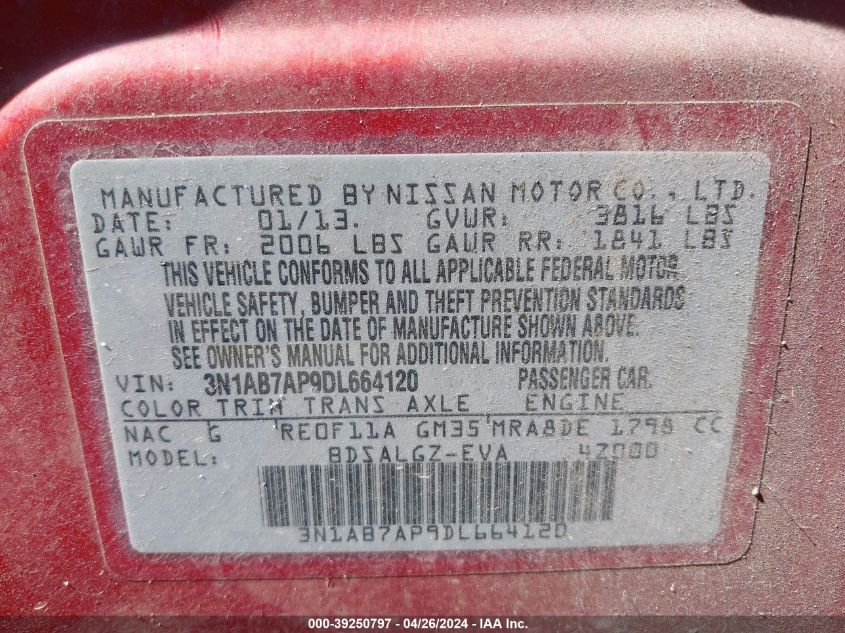 MANUFACTURED BY NISSAN MOTOR CO., LTD.
DATE: 01/13. GVWR: 3816 LBS
GAWR FR: 2006 LBS GAWR RR: 1841 LBS
THIS VEHICLE CONFORMS TO ALL APPLICABLE FEDERAL MOTOR
VEHICLE SAFETY, BUMPER AND THEFT PREVENTION STANDARDS
IN EFFECT ON THE DATE OF MANUFACTURE SHOWN ABOVE.
SEE OWNER'S MANUAL FOR ADDITIONAL INFORMATION.
VIN: 3N1AB7AP9DL664120 PASSENGER CAR.
COLOR TRIM TRANS AXLE ENGINE
NAC G RE0F11A GM35 MRA8DE 1798 CC
MODEL: BDSALGZ-EVA 4Z000
3N1AB7AP9DL664120
000-39250797 - 04/26/2024 - IAA Inc.